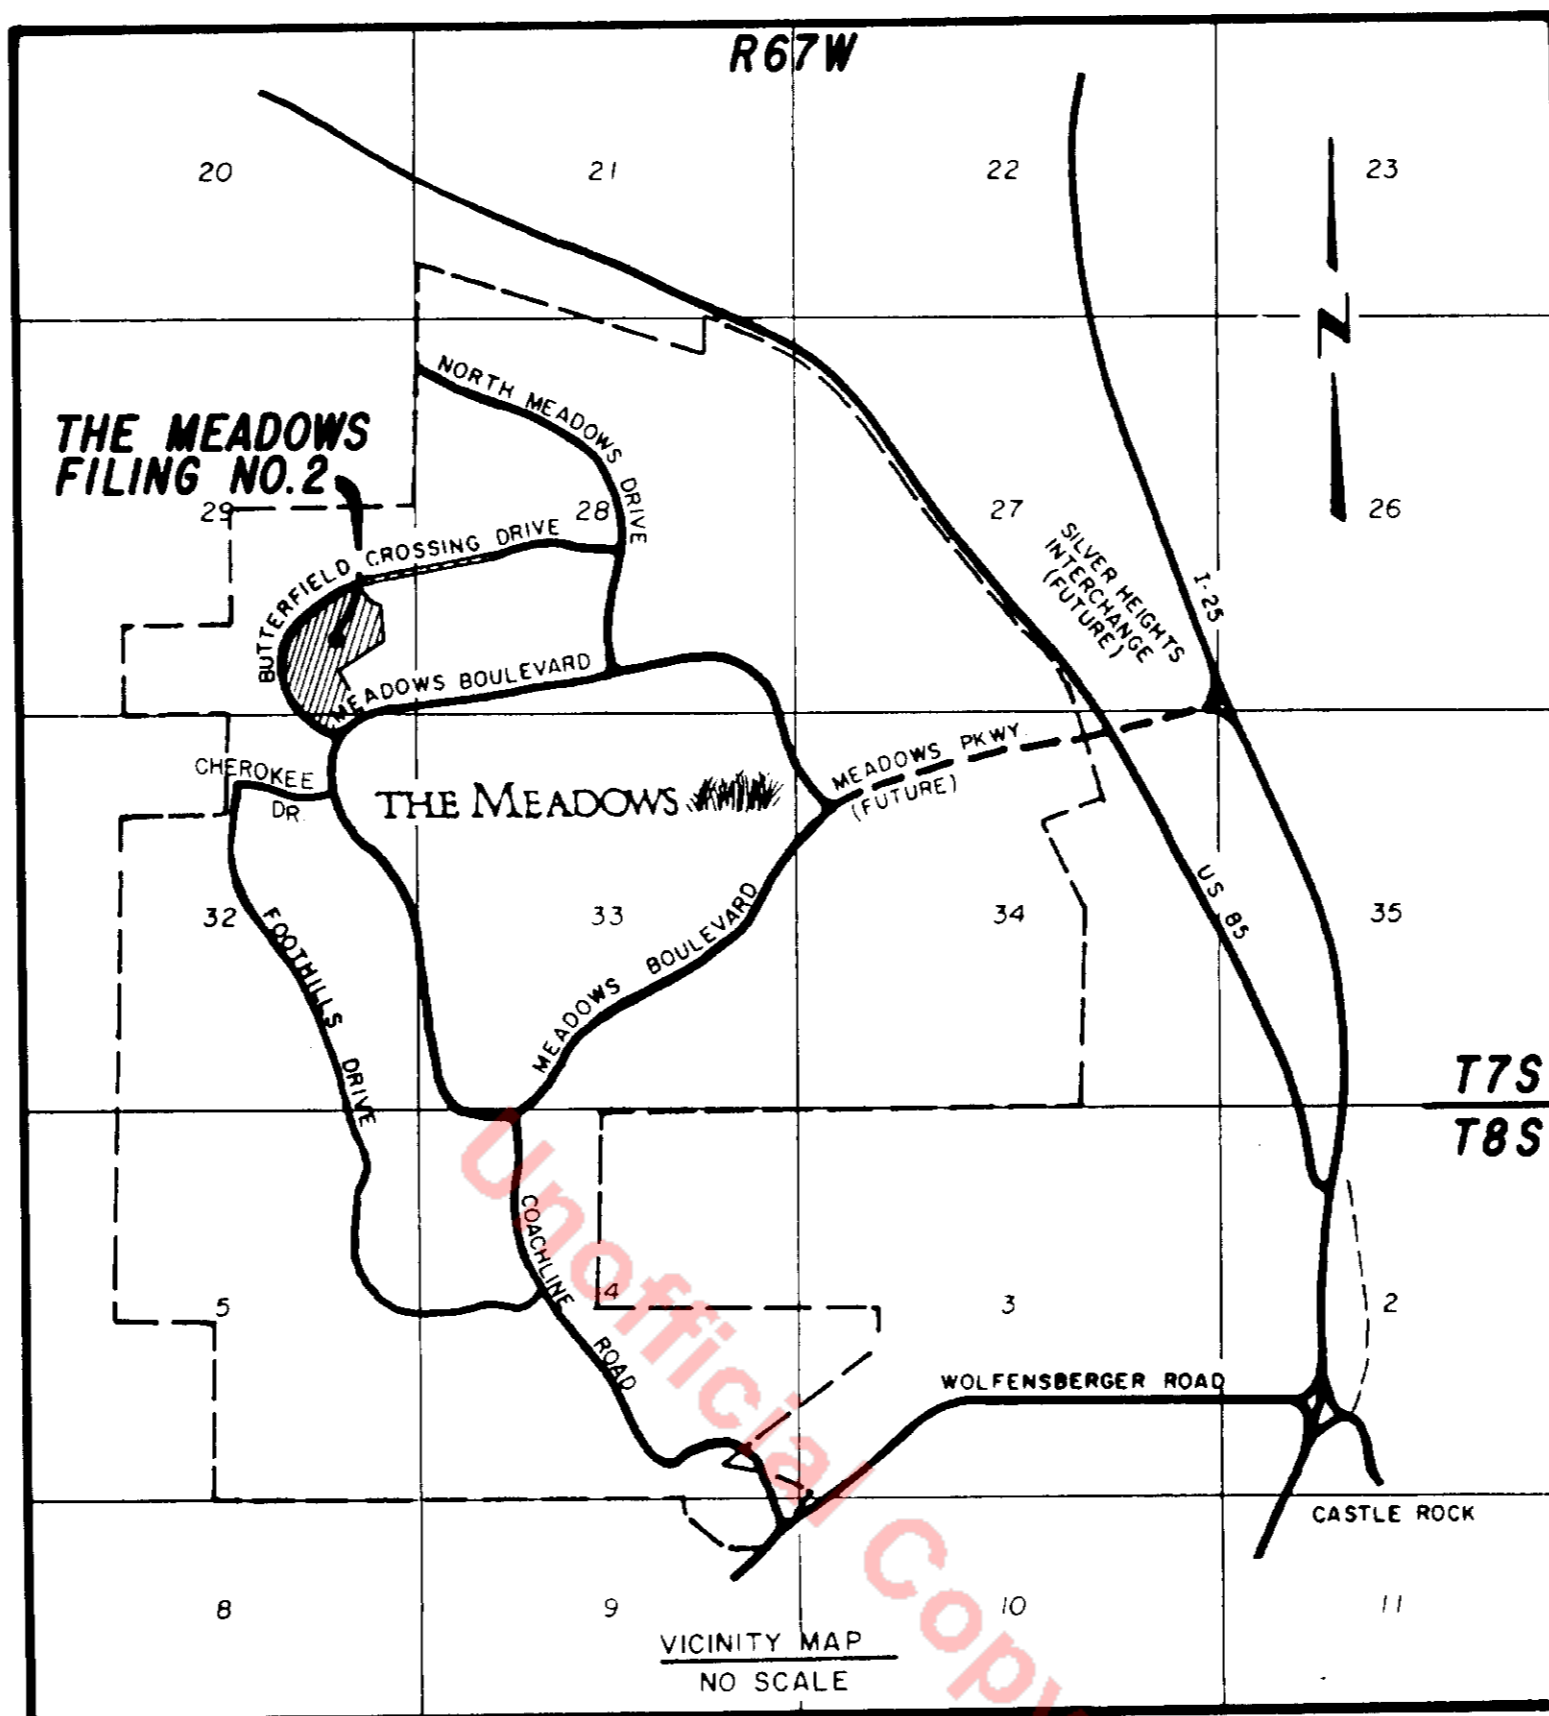 R67W
20
21
22
23
N
NORTH MEADOWS DRIVE
THE MEADOWS
FILING NO.2
29
28
27
26
BUTTERFIELD CROSSING DRIVE
SILVER HEIGHTS
INTERCHANGE
(FUTURE)
I-25
MEADOWS BOULEVARD
CHEROKEE
DR.
THE MEADOWS
MEADOWS PKWY.
(FUTURE)
US 85
32
33
34
35
FOOTHILLS DRIVE
MEADOWS BOULEVARD
T7S
T8S
COACHLINE ROAD
5
4
3
2
WOLFENSBERGER ROAD
CASTLE ROCK
8
9
10
11
VICINITY MAP
NO SCALE
Unofficial Copy